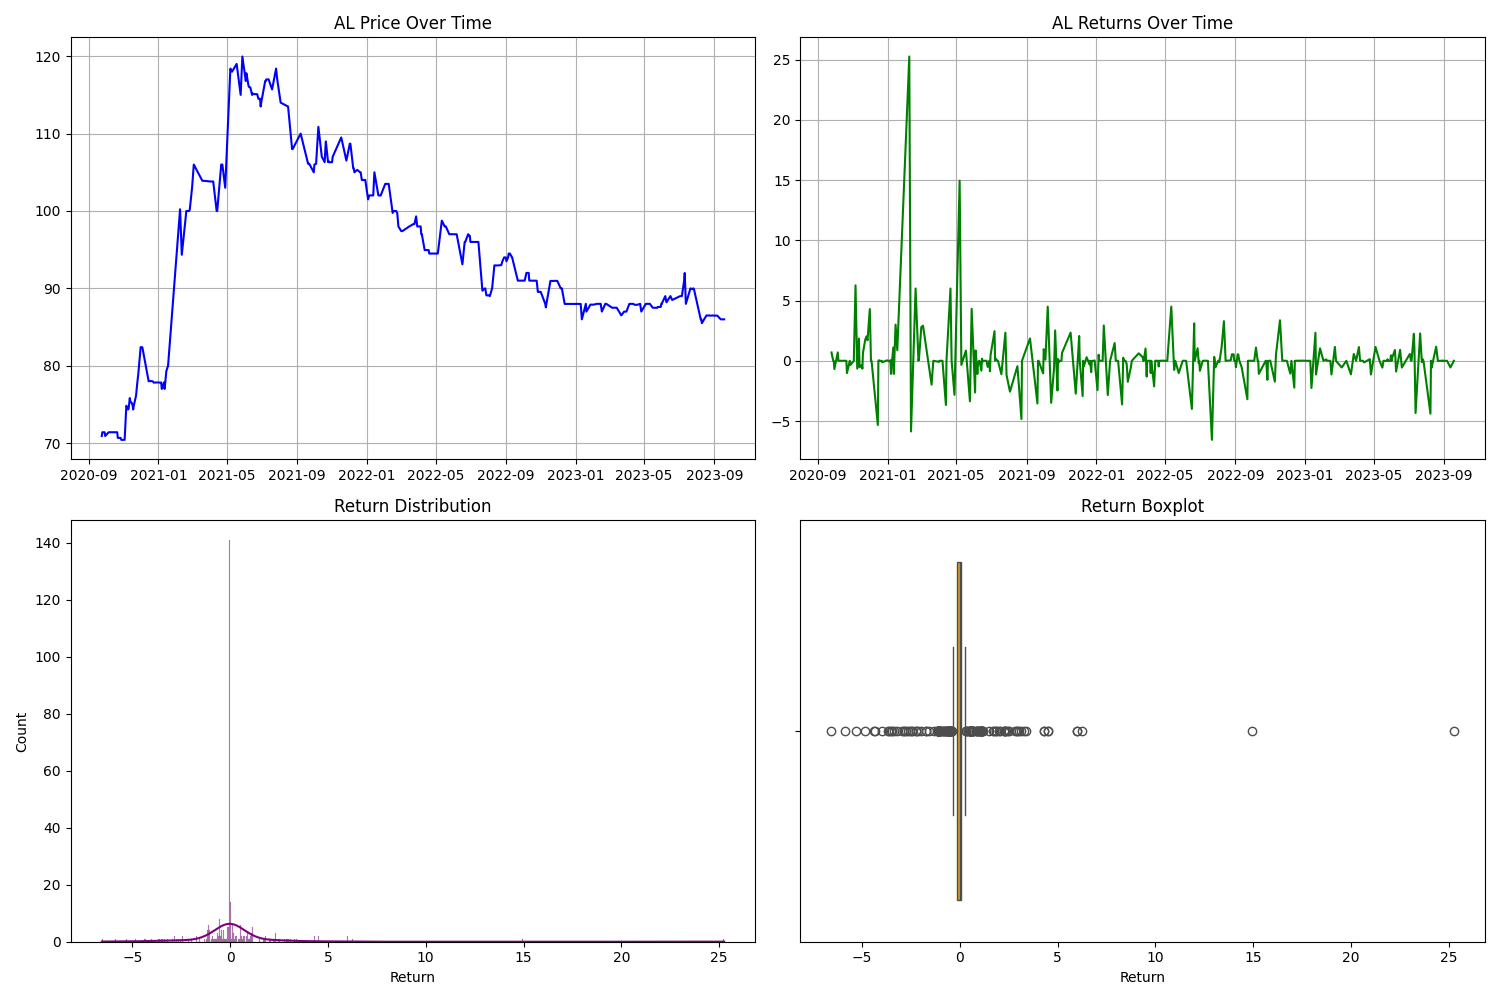 AL Price Over Time
120
110
100
90
80
70
2020-09 2021-01 2021-05 2021-09 2022-01 2022-05 2022-09 2023-01 2023-05 2023-09
AL Returns Over Time
25
20
15
10
5
0
−5
2020-09 2021-01 2021-05 2021-09 2022-01 2022-05 2022-09 2023-01 2023-05 2023-09
Return Distribution
Count
140
120
100
80
60
40
20
0
−5 0 5 10 15 20 25
Return
Return Boxplot
−5 0 5 10 15 20 25
Return